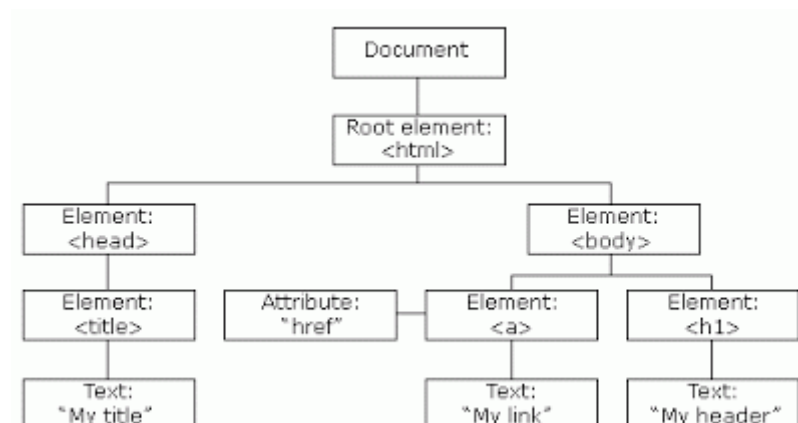 Document
Root element:
<html>
Element:
<head>
Element:
<body>
Element:
<title>
Attribute:
"href"
Element:
<a>
Element:
<h1>
Text:
"My title"
Text:
"My link"
Text:
"My header"